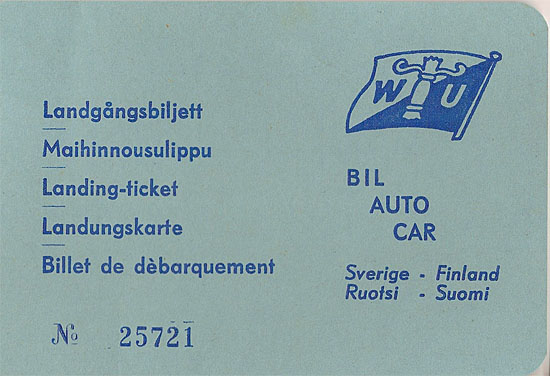 Landgångsbiljett
Maihinnousulippu
Landing-ticket
Landungskarte
Billet de dèbarquement
No 25721
W U
BIL
AUTO
CAR
Sverige - Finland
Ruotsi - Suomi